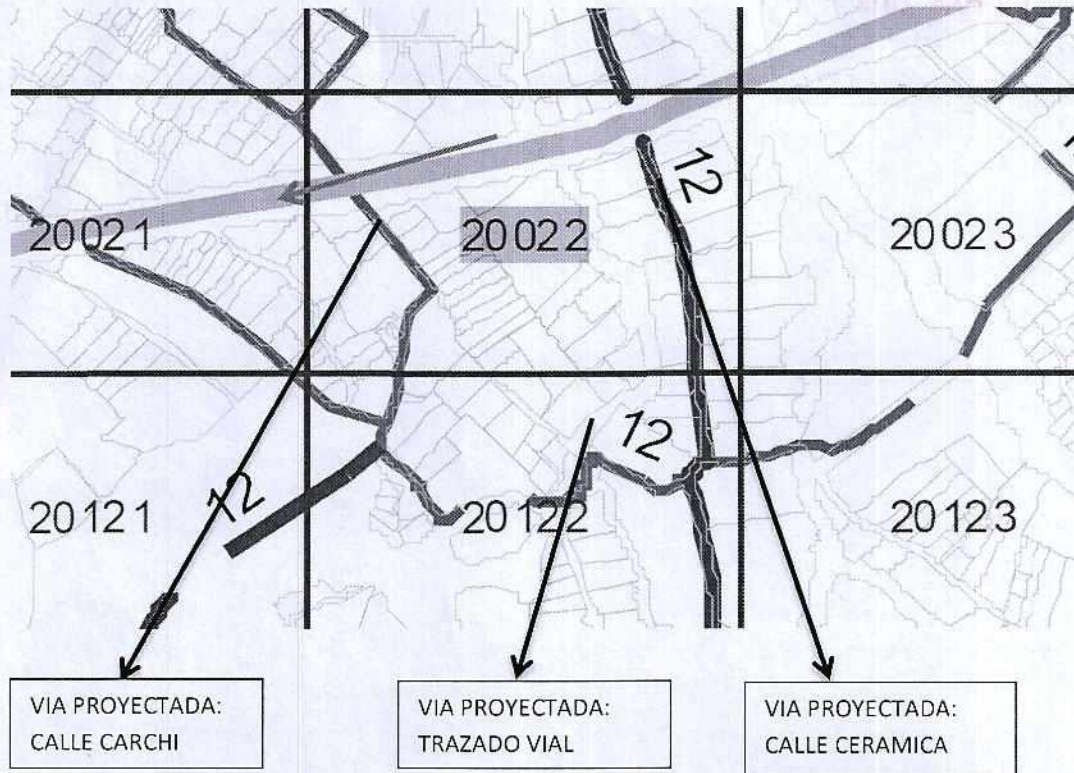 12
20021
20022
20023
12
12
20121
20122
20123
VIA PROYECTADA:
CALLE CARCHI
VIA PROYECTADA:
TRAZADO VIAL
VIA PROYECTADA:
CALLE CERAMICA